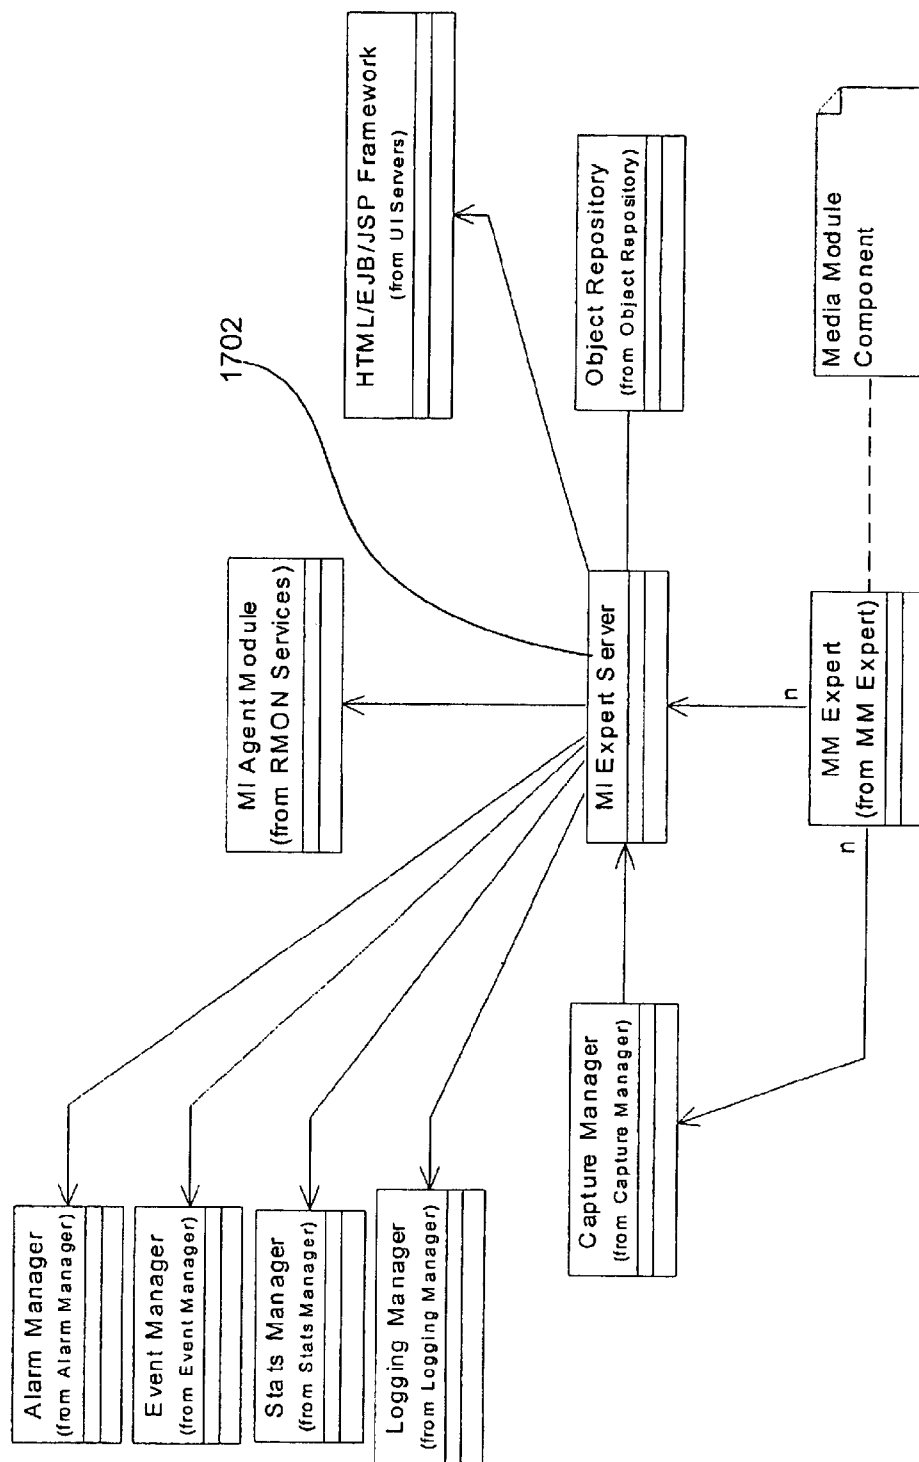 Alarm Manager
(from Alarm Manager)
Event Manager
(from Event Manager)
Stats Manager
(from Stats Manager)
Logging Manager
(from Logging Manager)
MI Agent Module
(from RMON Services)
1702
HTML/EJB/JSP Framework
(from UI Servers)
Capture Manager
(from Capture Manager)
MI Expert Server
Object Repository
(from Object Repository)
n
n
MM Expert
(from MM Expert)
Media Module
Component